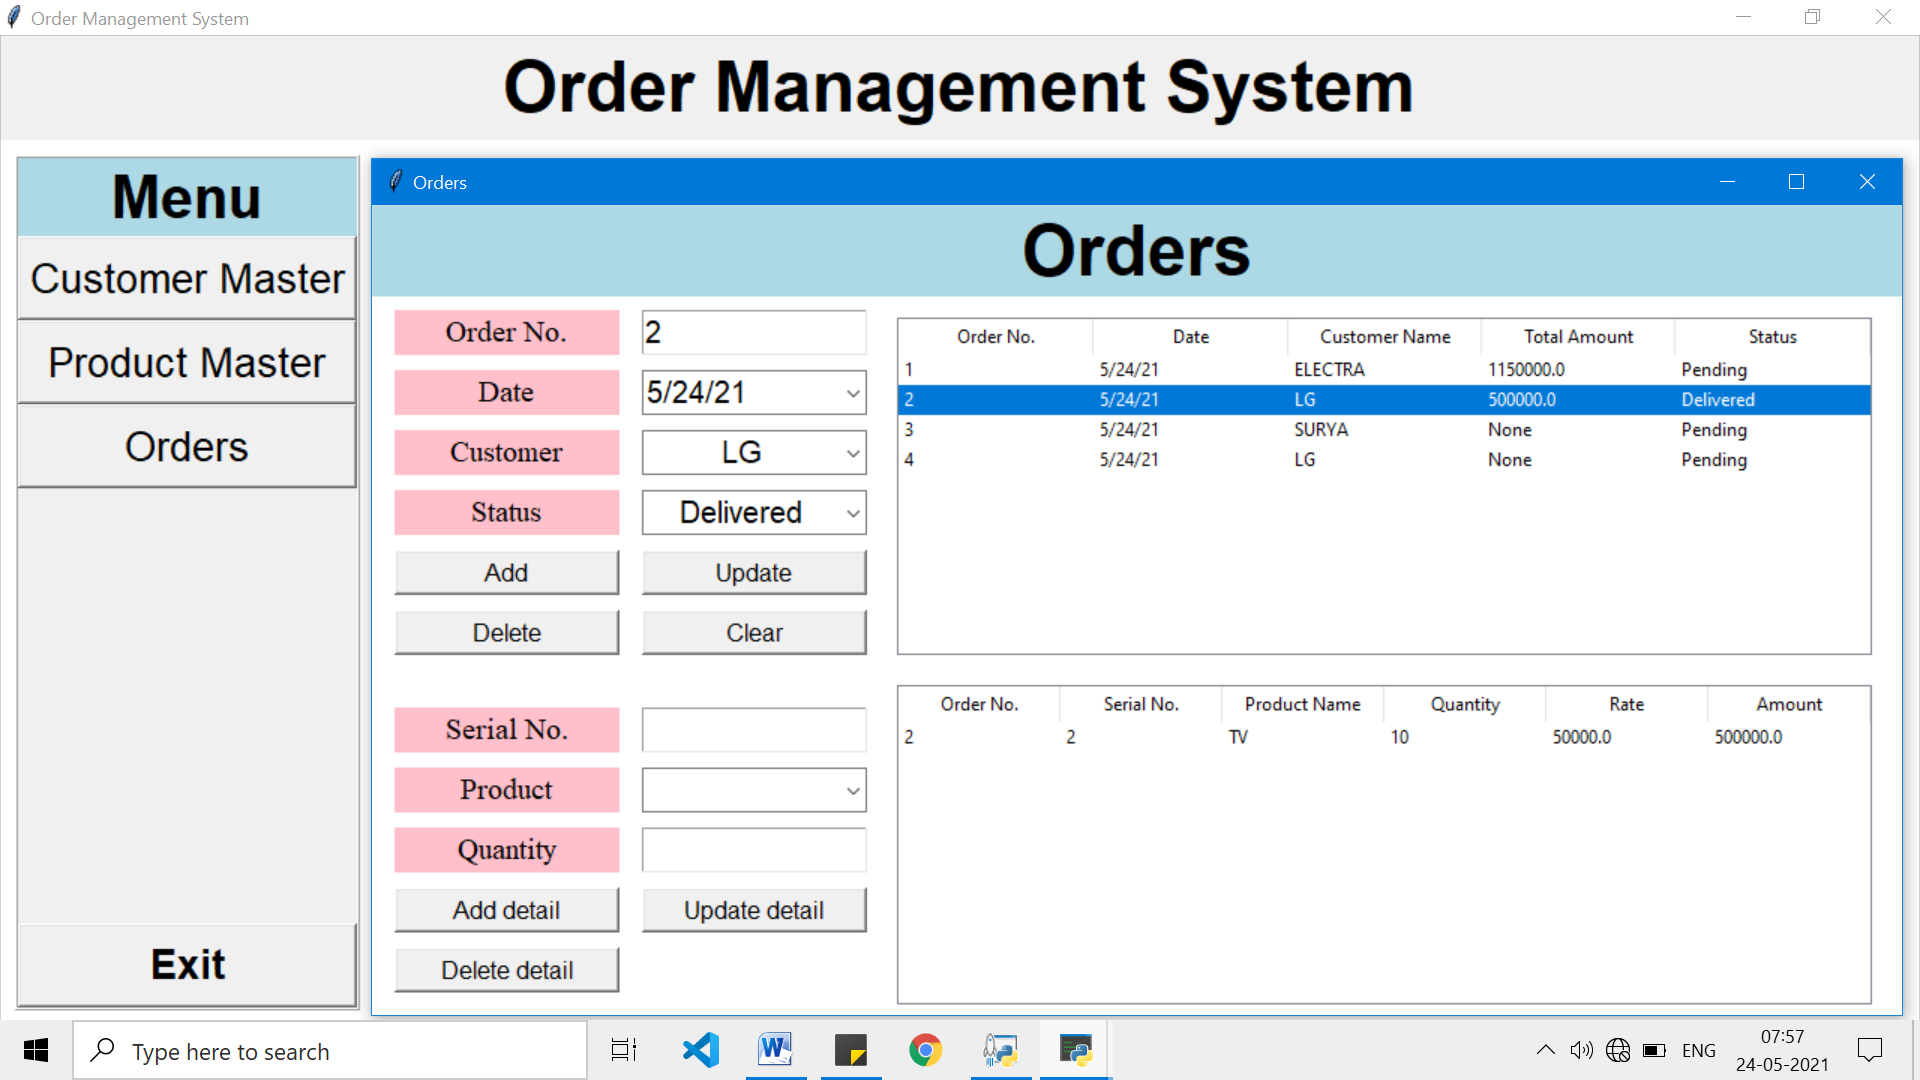 Order Management System
Order Management System
Menu
Customer Master
Product Master
Orders
Exit
Orders
Orders
Order No. 2
Date 5/24/21
Customer LG
Status Delivered
Add Update
Delete Clear
Serial No.
Product
Quantity
Add detail Update detail
Delete detail
Order No. Date Customer Name Total Amount Status
1 5/24/21 ELECTRA 1150000.0 Pending
2 5/24/21 LG 500000.0 Delivered
3 5/24/21 SURYA None Pending
4 5/24/21 LG None Pending
Order No. Serial No. Product Name Quantity Rate Amount
2 2 TV 10 50000.0 500000.0
Type here to search
W
ENG
07:57
24-05-2021